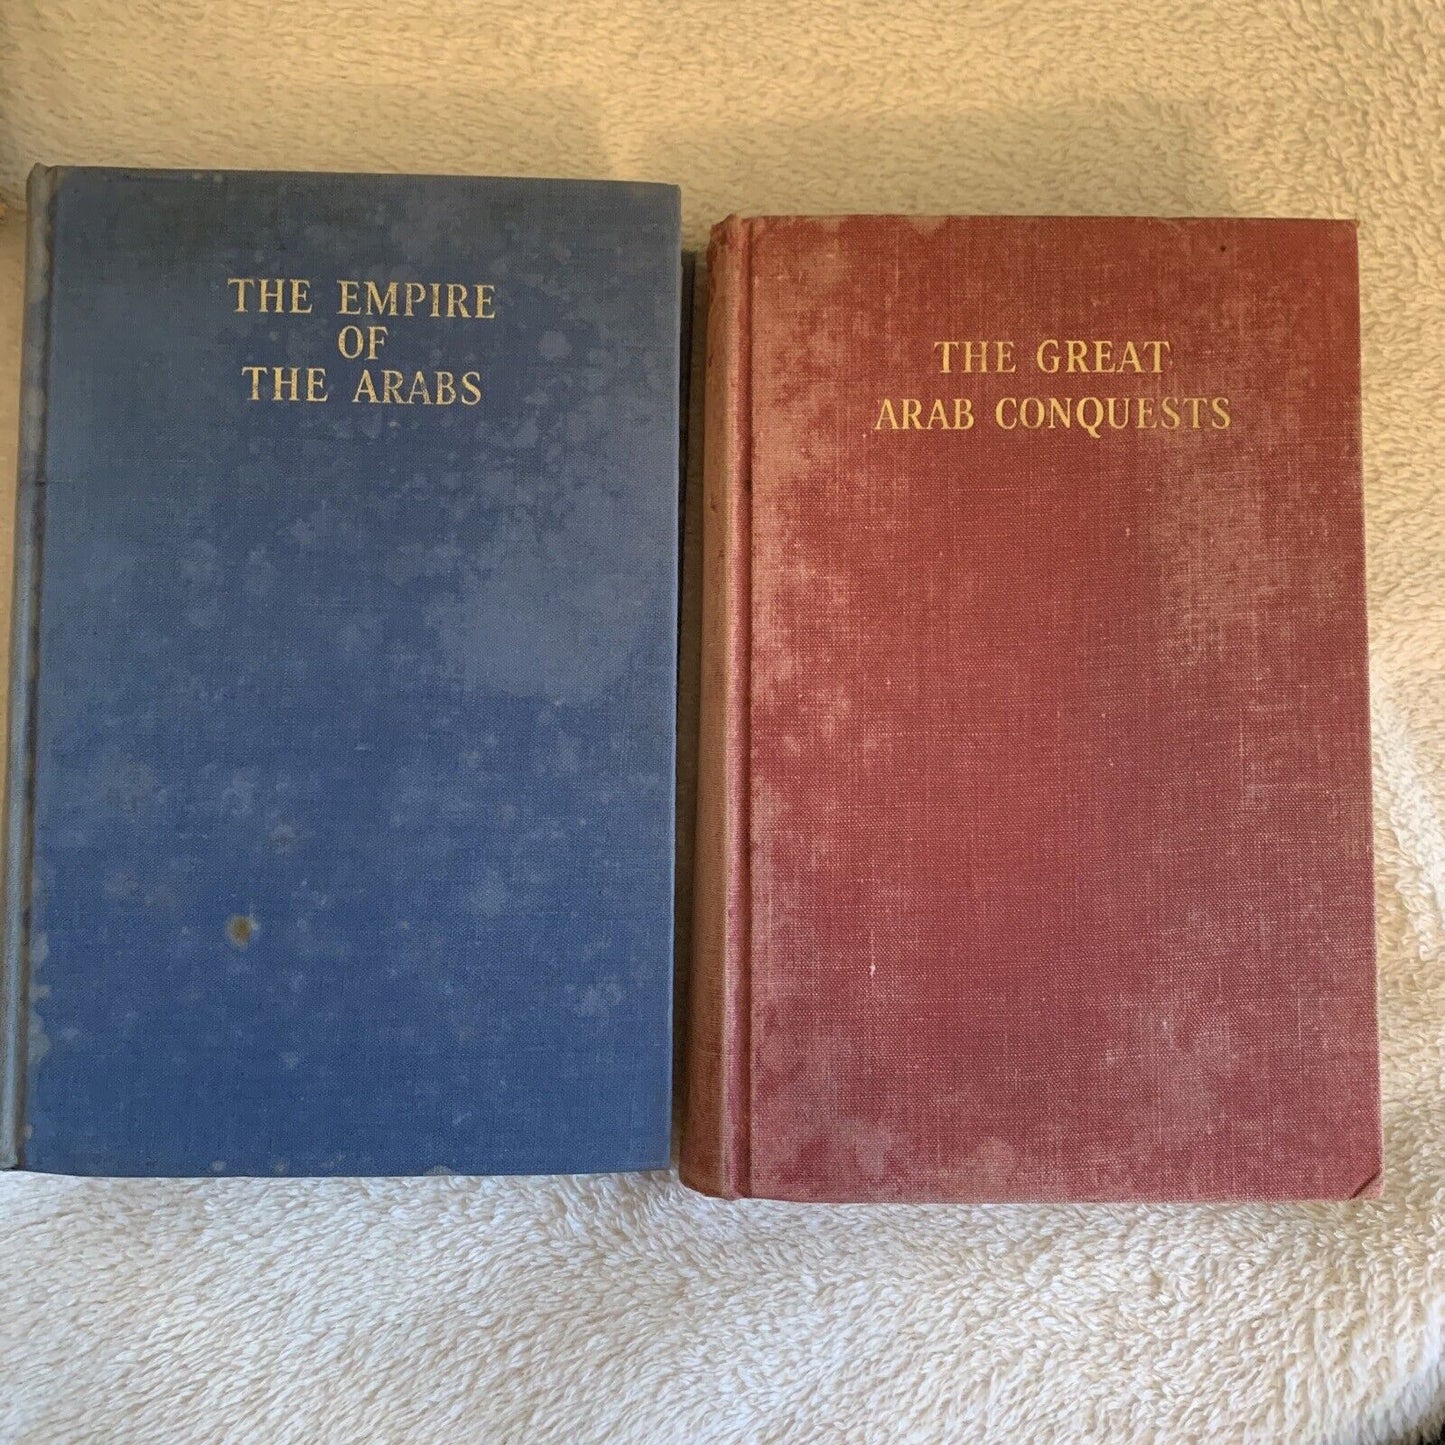 THE EMPIRE
OF
THE ARABS
THE GREAT
ARAB CONQUESTS